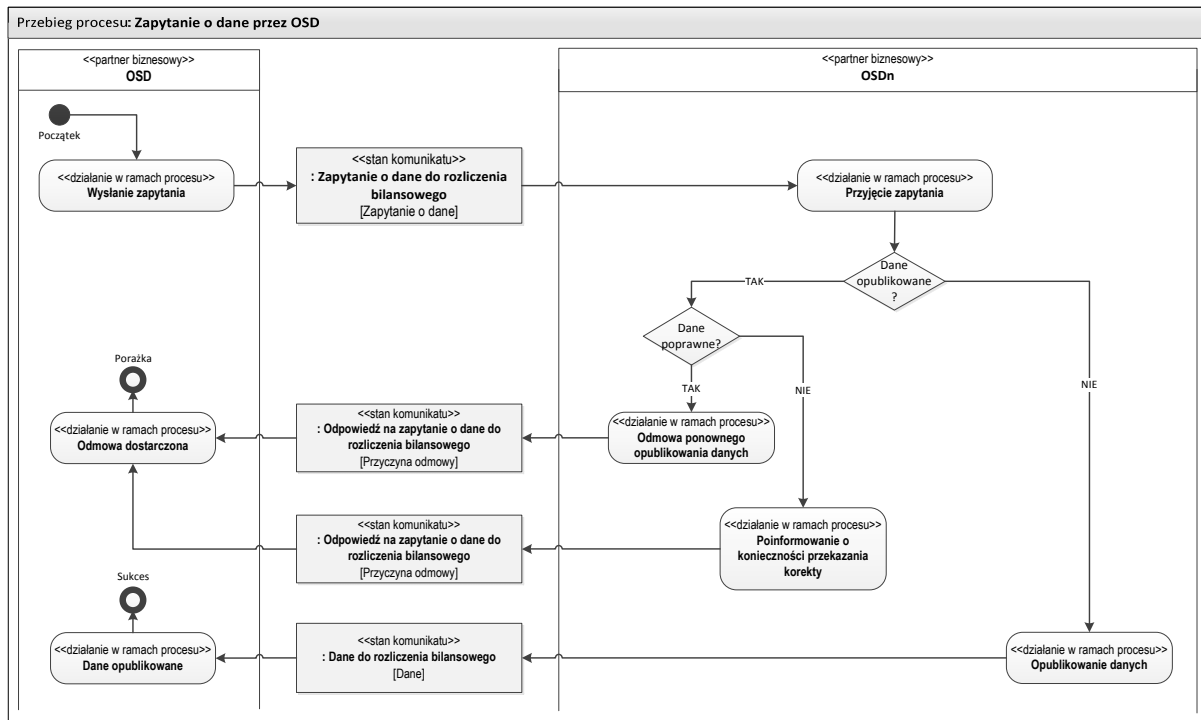 Przebieg procesu: Zapytanie o dane przez OSD
<<partner biznesowy>>
OSD
<<partner biznesowy>>
OSDn
Początek
<<działanie w ramach procesu>>
Wysłanie zapytania
<<stan komunikatu>>
: Zapytanie o dane do rozliczenia
bilansowego
[Zapytanie o dane]
<<działanie w ramach procesu>>
Przyjęcie zapytania
Dane
opublikowane
?
TAK
NIE
Dane
poprawne?
TAK
NIE
Porażka
<<działanie w ramach procesu>>
Odmowa dostarczona
<<stan komunikatu>>
: Odpowiedź na zapytanie o dane do
rozliczenia bilansowego
[Przyczyna odmowy]
<<działanie w ramach procesu>>
Odmowa ponownego
opublikowania danych
<<stan komunikatu>>
: Odpowiedź na zapytanie o dane do
rozliczenia bilansowego
[Przyczyna odmowy]
<<działanie w ramach procesu>>
Poinformowanie o
konieczności przekazania
korekty
Sukces
<<działanie w ramach procesu>>
Dane opublikowane
<<stan komunikatu>>
: Dane do rozliczenia bilansowego
[Dane]
<<działanie w ramach procesu>>
Opublikowanie danych